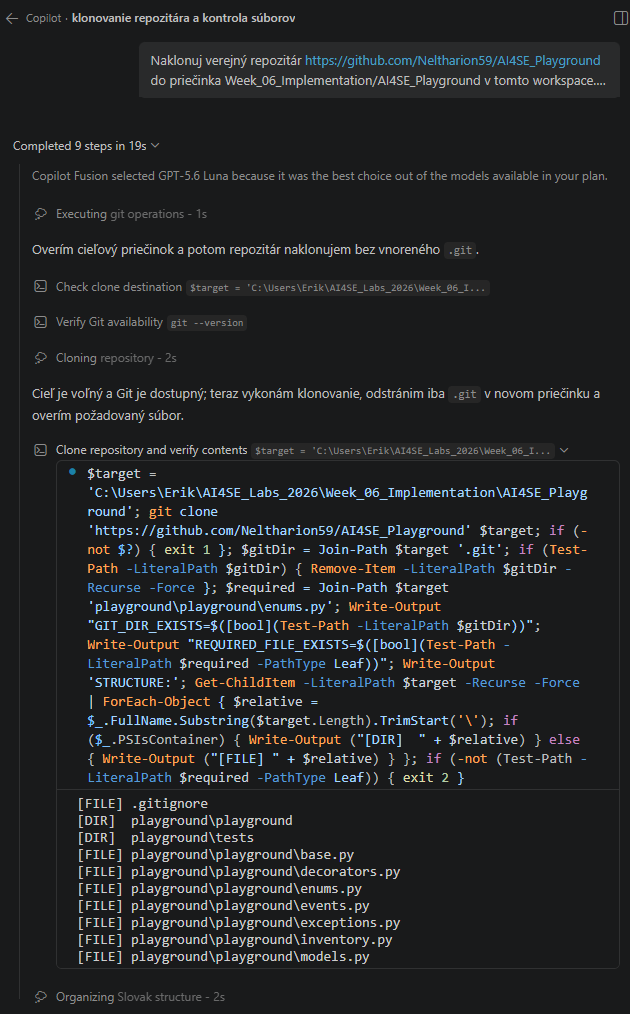 Copilot · klonovanie repozitára a kontrola súborov
Naklonuj verejný repozitár https://github.com/Neltharion59/AI4SE_Playground
do priečinka Week_06_Implementation/AI4SE_Playground v tomto workspace....
Completed 9 steps in 19s
Copilot Fusion selected GPT-5.6 Luna because it was the best choice out of the models available in your plan.
Executing git operations - 1s
Overím cieľový priečinok a potom repozitár naklonujem bez vnoreného .git.
Check clone destination $target = 'C:\Users\Erik\AI4SE_Labs_2026\Week_06_I...
Verify Git availability git --version
Cloning repository - 2s
Cieľ je voľný a Git je dostupný; teraz vykonám klonovanie, odstránim iba .git v novom priečinku a
overím požadovaný súbor.
Clone repository and verify contents $target = 'C:\Users\Erik\AI4SE_Labs_2026\Week_06_I...
$target =
'C:\Users\Erik\AI4SE_Labs_2026\Week_06_Implementation\AI4SE_Playg
round'; git clone
'https://github.com/Neltharion59/AI4SE_Playground' $target; if (-
not $?) { exit 1 }; $gitDir = Join-Path $target '.git'; if (Test-
Path -LiteralPath $gitDir) { Remove-Item -LiteralPath $gitDir -
Recurse -Force }; $required = Join-Path $target
'playground\playground\enums.py'; Write-Output
"GIT_DIR_EXISTS=$([bool](Test-Path -LiteralPath $gitDir))";
Write-Output "REQUIRED_FILE_EXISTS=$([bool](Test-Path -
LiteralPath $required -PathType Leaf))"; Write-Output
'STRUCTURE:'; Get-ChildItem -LiteralPath $target -Recurse -Force
| ForEach-Object { $relative =
$_.FullName.Substring($target.Length).TrimStart('\'); if
($_.PSIsContainer) { Write-Output ("[DIR]  " + $relative) } else
{ Write-Output ("[FILE] " + $relative) } }; if (-not (Test-Path -
LiteralPath $required -PathType Leaf)) { exit 2 }
[FILE] .gitignore
[DIR]  playground\playground
[DIR]  playground\tests
[FILE] playground\playground\base.py
[FILE] playground\playground\decorators.py
[FILE] playground\playground\enums.py
[FILE] playground\playground\events.py
[FILE] playground\playground\exceptions.py
[FILE] playground\playground\inventory.py
[FILE] playground\playground\models.py
Organizing Slovak structure - 2s